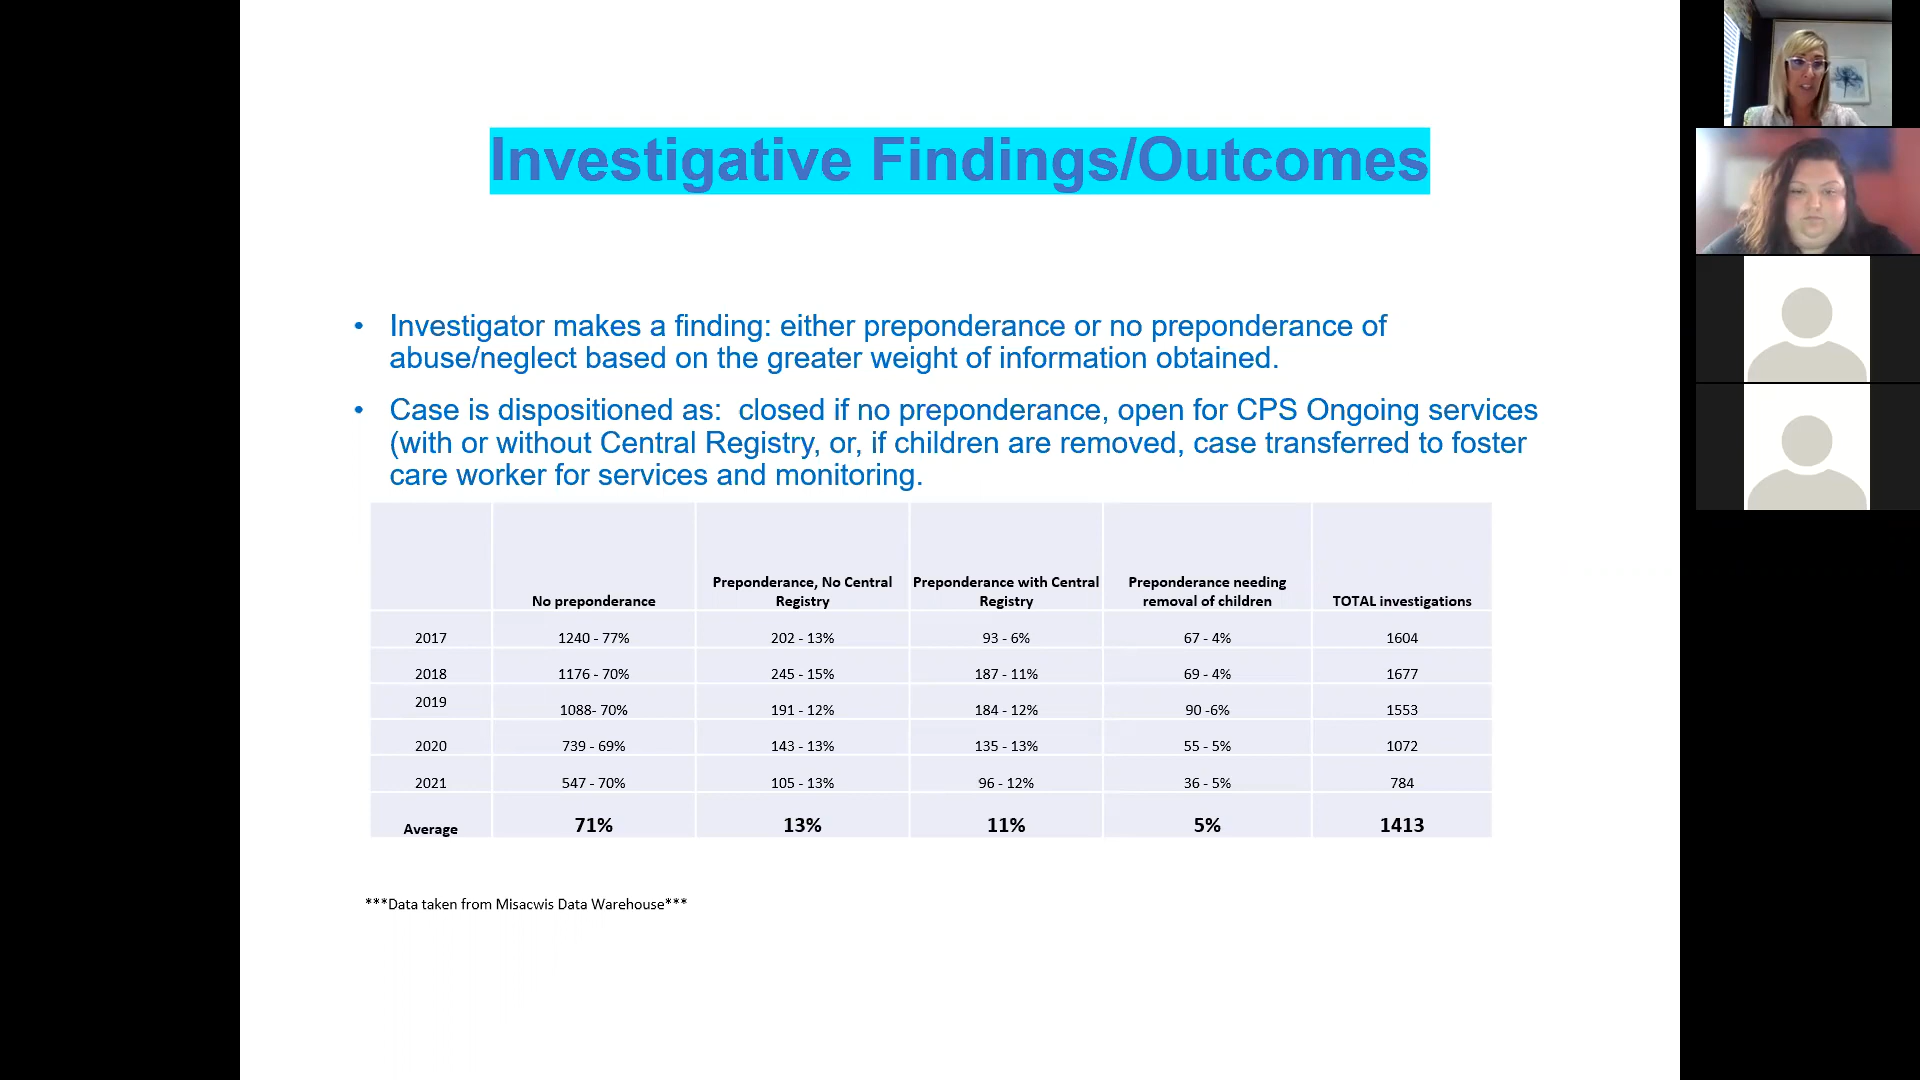 Investigative Findings/Outcomes
• Investigator makes a finding: either preponderance or no preponderance of
abuse/neglect based on the greater weight of information obtained.
• Case is dispositioned as:  closed if no preponderance, open for CPS Ongoing services
(with or without Central Registry, or, if children are removed, case transferred to foster
care worker for services and monitoring.
No preponderance
Preponderance, No Central
Registry
Preponderance with Central
Registry
Preponderance needing
removal of children
TOTAL investigations
2017 1240 - 77% 202 - 13% 93 - 6% 67 - 4% 1604
2018 1176 - 70% 245 - 15% 187 - 11% 69 - 4% 1677
2019 1088- 70% 191 - 12% 184 - 12% 90 -6% 1553
2020 739 - 69% 143 - 13% 135 - 13% 55 - 5% 1072
2021 547 - 70% 105 - 13% 96 - 12% 36 - 5% 784
Average 71% 13% 11% 5% 1413
***Data taken from Misacwis Data Warehouse***